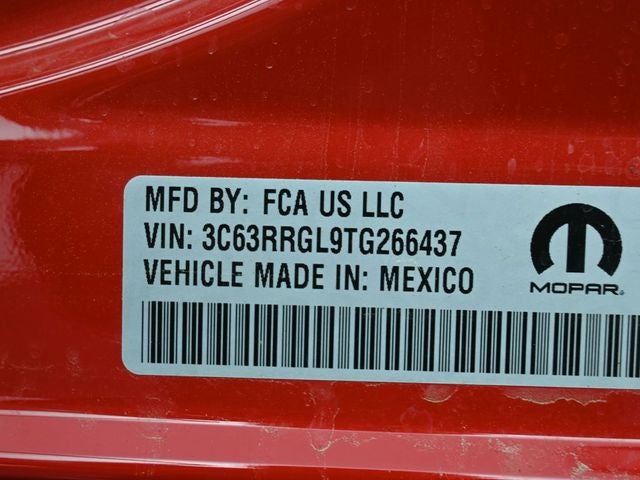 MFD BY: FCA US LLC
VIN: 3C63RRGL9TG266437
VEHICLE MADE IN: MEXICO
MOPAR®